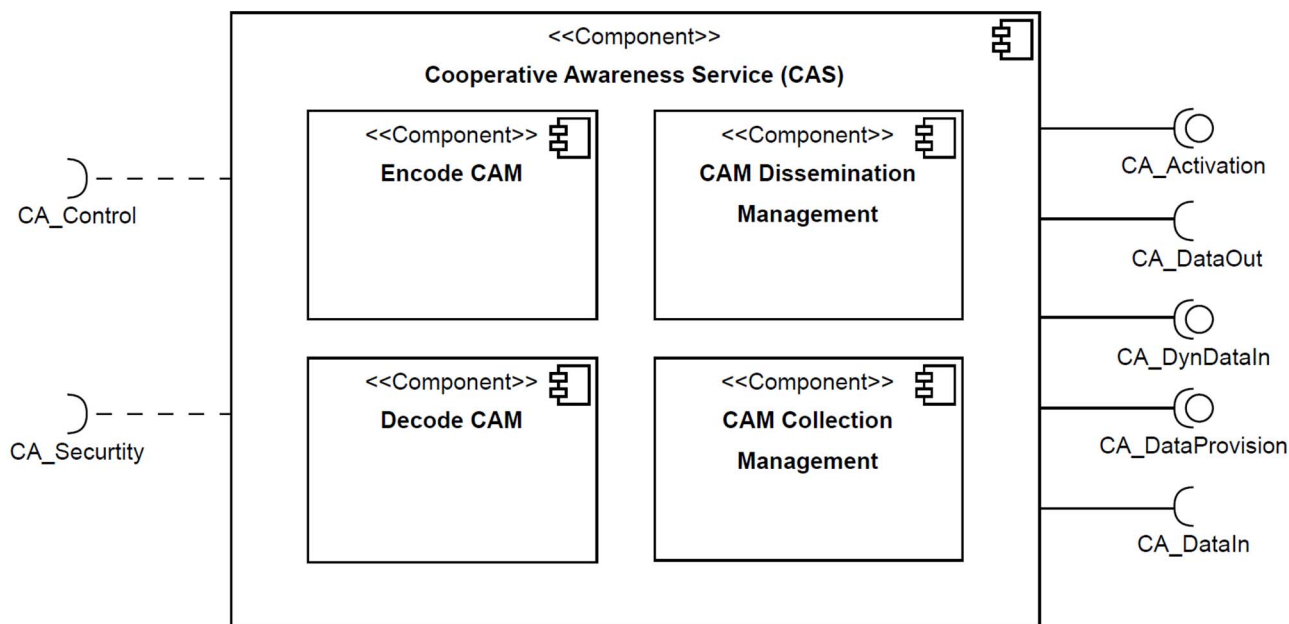 <<Component>>
Cooperative Awareness Service (CAS)
<<Component>>
Encode CAM
<<Component>>
CAM Dissemination
Management
<<Component>>
Decode CAM
<<Component>>
CAM Collection
Management
CA_Control
CA_Securtity
CA_Activation
CA_DataOut
CA_DynDataIn
CA_DataProvision
CA_DataIn